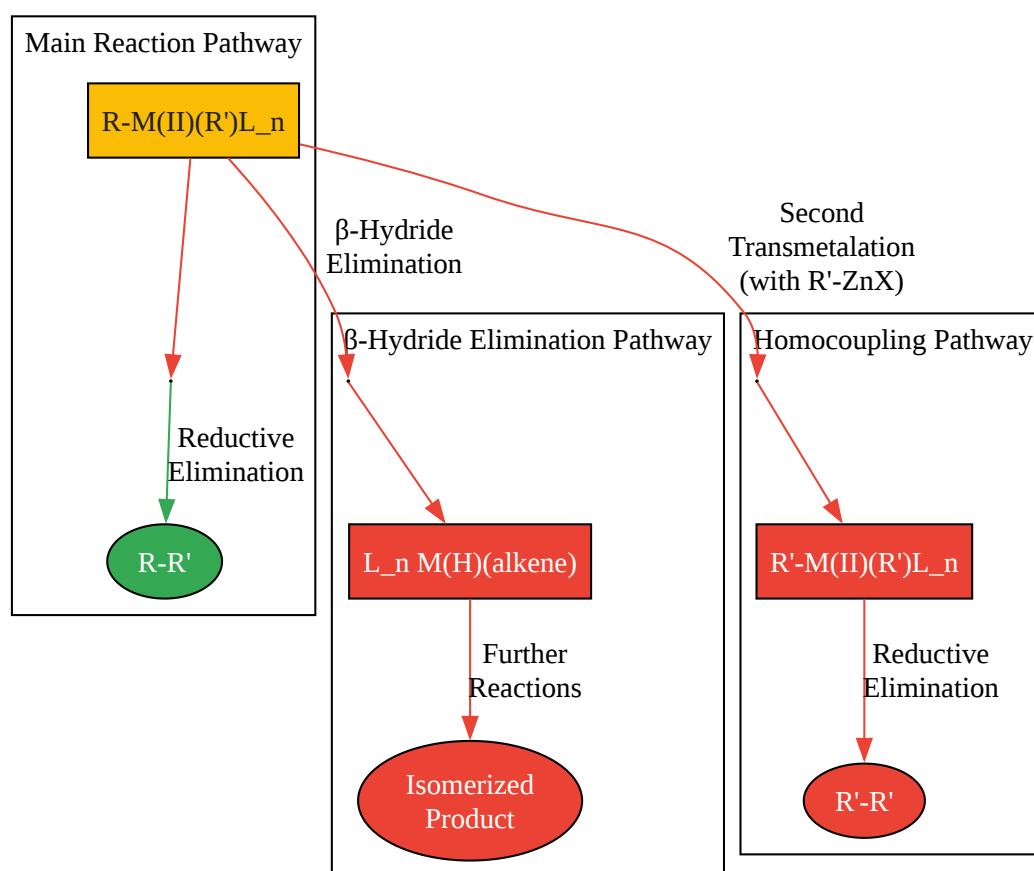 Main Reaction Pathway
R-M(II)(R')L_n
β-Hydride
Elimination
Second
Transmetalation
(with R'-ZnX)
β-Hydride Elimination Pathway
Homocoupling Pathway
Reductive
Elimination
R-R'
L_n M(H)(alkene)
R'-M(II)(R')L_n
Further
Reactions
Reductive
Elimination
Isomerized
Product
R'-R'